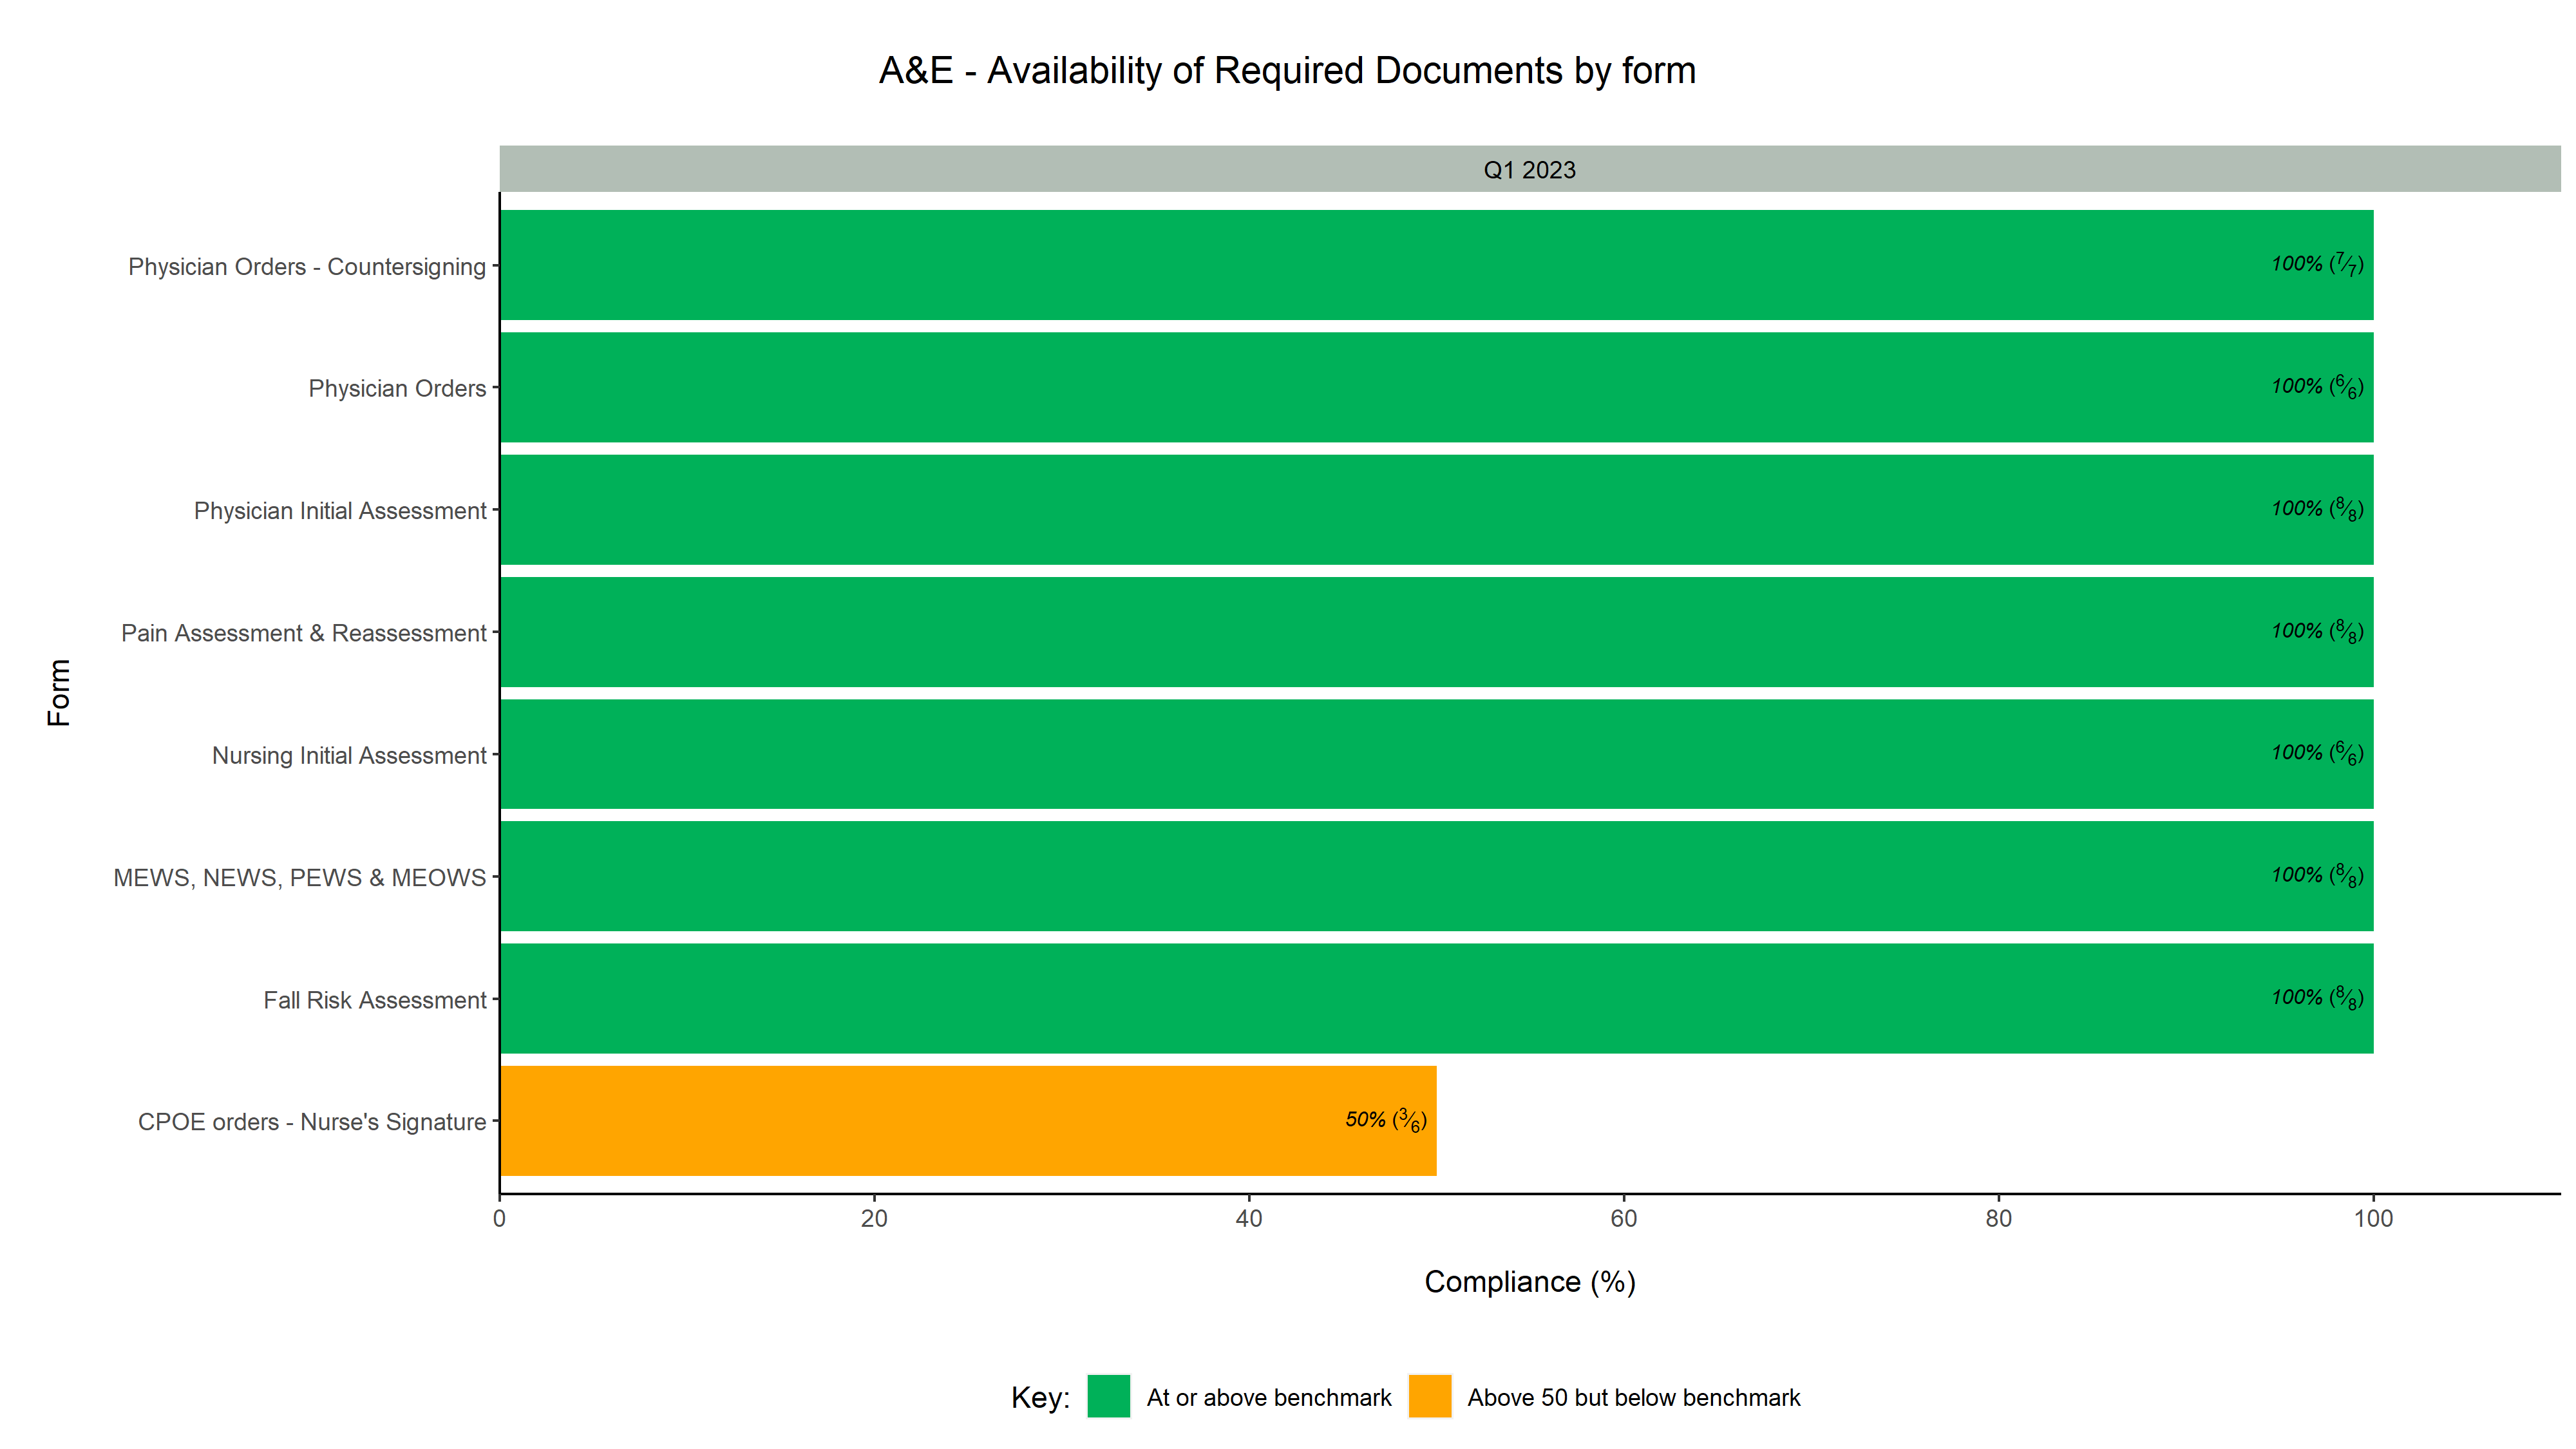 A&E - Availability of Required Documents by form
Q1 2023
Form
Physician Orders - Countersigning
100% (7/7)
Physician Orders
100% (6/6)
Physician Initial Assessment
100% (8/8)
Pain Assessment & Reassessment
100% (8/8)
Nursing Initial Assessment
100% (6/6)
MEWS, NEWS, PEWS & MEOWS
100% (8/8)
Fall Risk Assessment
100% (8/8)
CPOE orders - Nurse's Signature
50% (3/6)
0 20 40 60 80 100
Compliance (%)
Key: At or above benchmark Above 50 but below benchmark